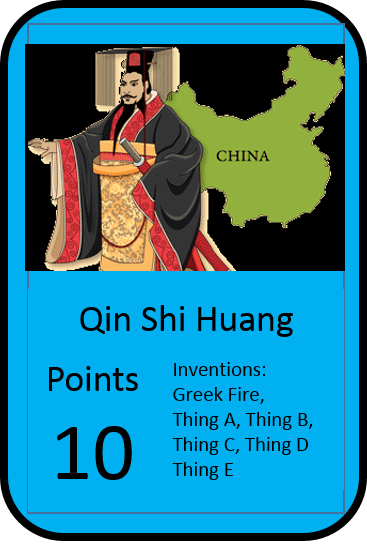 CHINA
Qin Shi Huang
Points
10
Inventions:
Greek Fire,
Thing A, Thing B,
Thing C, Thing D
Thing E